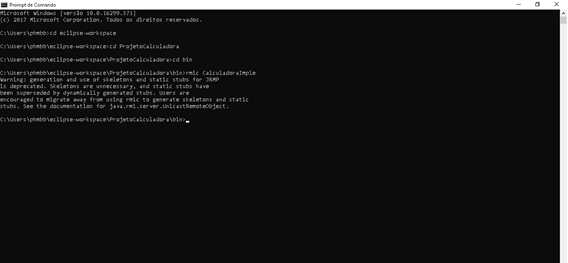 Prompt de Comando
Microsoft Windows [versão 10.0.16299.371]
(c) 2017 Microsoft Corporation. Todos os direitos reservados.
C:\Users\phmbb>cd eclipse-workspace
C:\Users\phmbb\eclipse-workspace>cd ProjetoCalculadora
C:\Users\phmbb\eclipse-workspace\ProjetoCalculadora>cd bin
C:\Users\phmbb\eclipse-workspace\ProjetoCalculadora\bin>rmic CalculadoraImple
Warning: generation and use of skeletons and static stubs for JRMP
is deprecated. Skeletons are unnecessary, and static stubs have
been superseded by dynamically generated stubs. Users are
encouraged to migrate away from using rmic to generate skeletons and static
stubs. See the documentation for java.rmi.server.UnicastRemoteObject.
C:\Users\phmbb\eclipse-workspace\ProjetoCalculadora\bin>